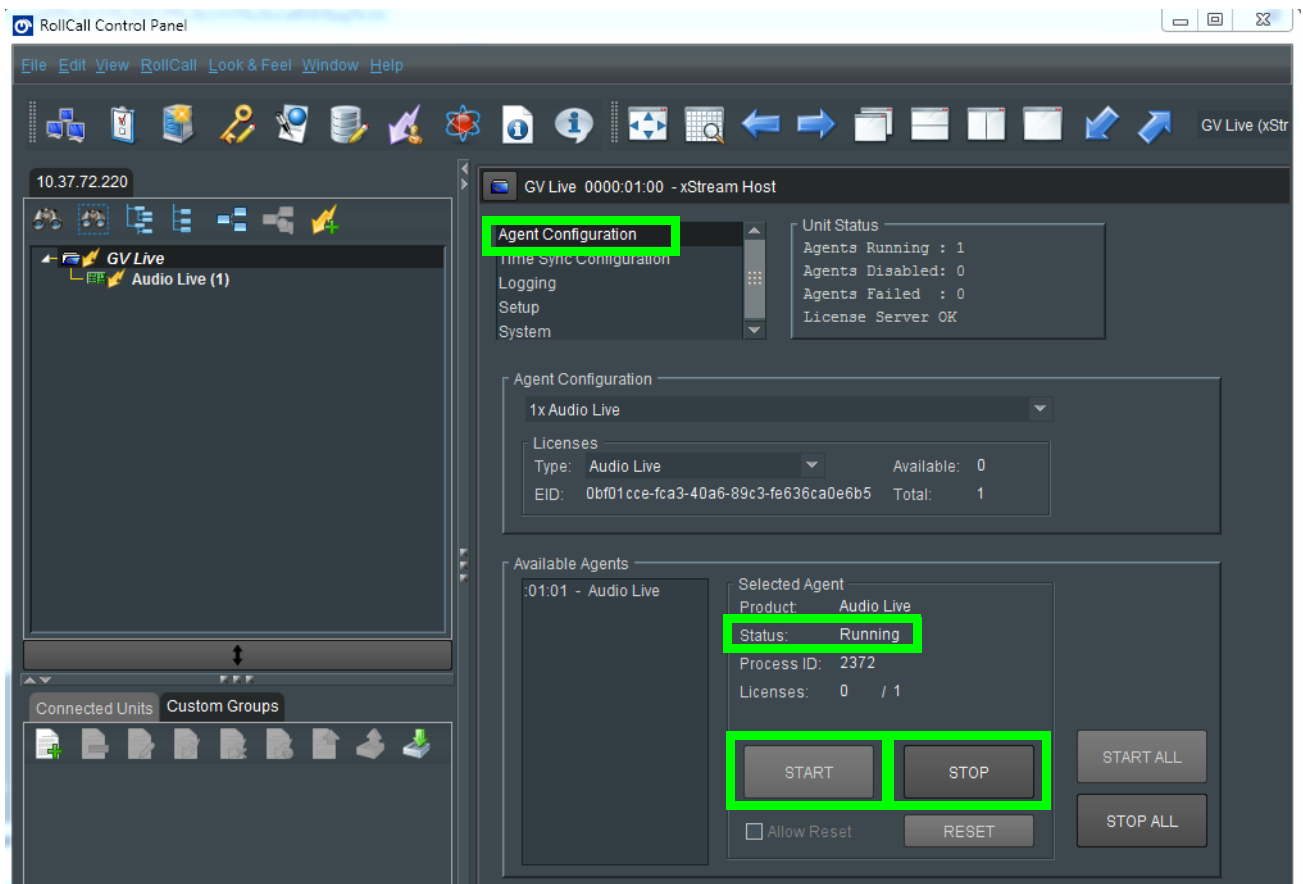 RollCall Control Panel
File Edit View RollCall Look & Feel Window Help
GV Live (xStr
10.37.72.220
GV Live
Audio Live (1)
Connected Units Custom Groups
GV Live 0000:01:00 - xStream Host
Agent Configuration
Time Sync Configuration
Logging
Setup
System
Unit Status
Agents Running : 1
Agents Disabled: 0
Agents Failed : 0
License Server OK
Agent Configuration
1x Audio Live
Licenses
Type: Audio Live Available: 0
EID: 0bf01cce-fca3-40a6-89c3-fe636ca0e6b5 Total: 1
Available Agents
:01:01 - Audio Live
Selected Agent
Product: Audio Live
Status: Running
Process ID: 2372
Licenses: 0 / 1
START STOP
Allow Reset RESET
START ALL
STOP ALL